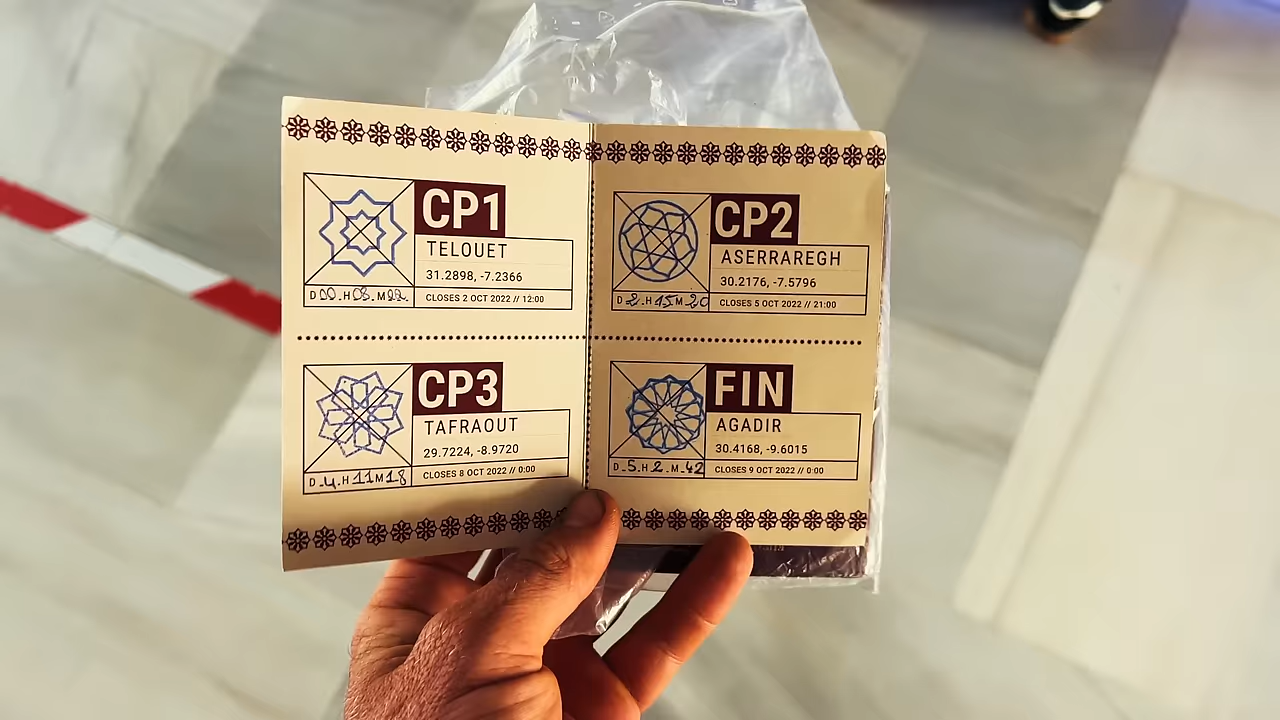 CP1
TELOUET
31.2898, -7.2366
D 00 . H 08 . M 22
CLOSES 2 OCT 2022 // 12:00
CP2
ASERRAREGH
30.2176, -7.5796
D 2 . H 15 M 20
CLOSES 5 OCT 2022 // 21:00
CP3
TAFRAOUT
29.7224, -8.9720
D 4 . H 11 M 18
CLOSES 8 OCT 2022 // 0:00
FIN
AGADIR
30.4168, -9.6015
D 5 . H 2 . M 42
CLOSES 9 OCT 2022 // 0:00